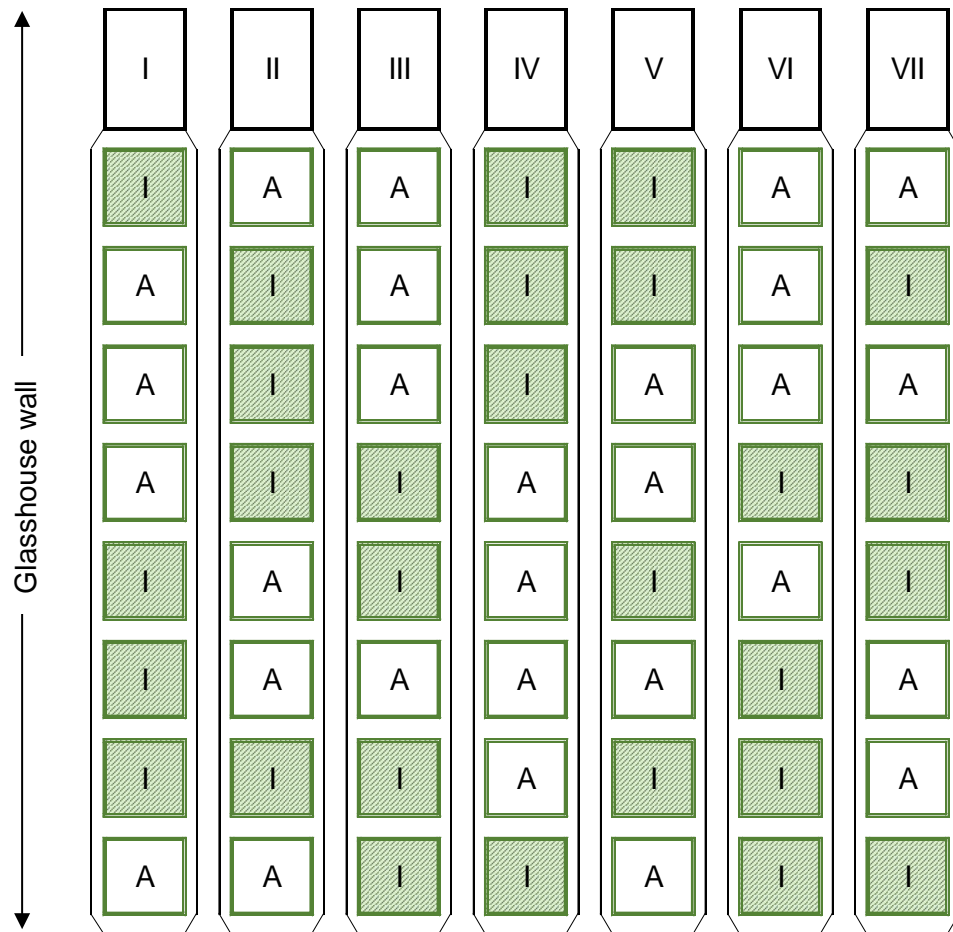 I II III IV V VI VII
I A A I I A A
A I A I I A I
A I A I A A A
A I I A A I I
I A I A I A I
I A A A A I A
I I I A I I A
A A I I A I I
Glasshouse wall